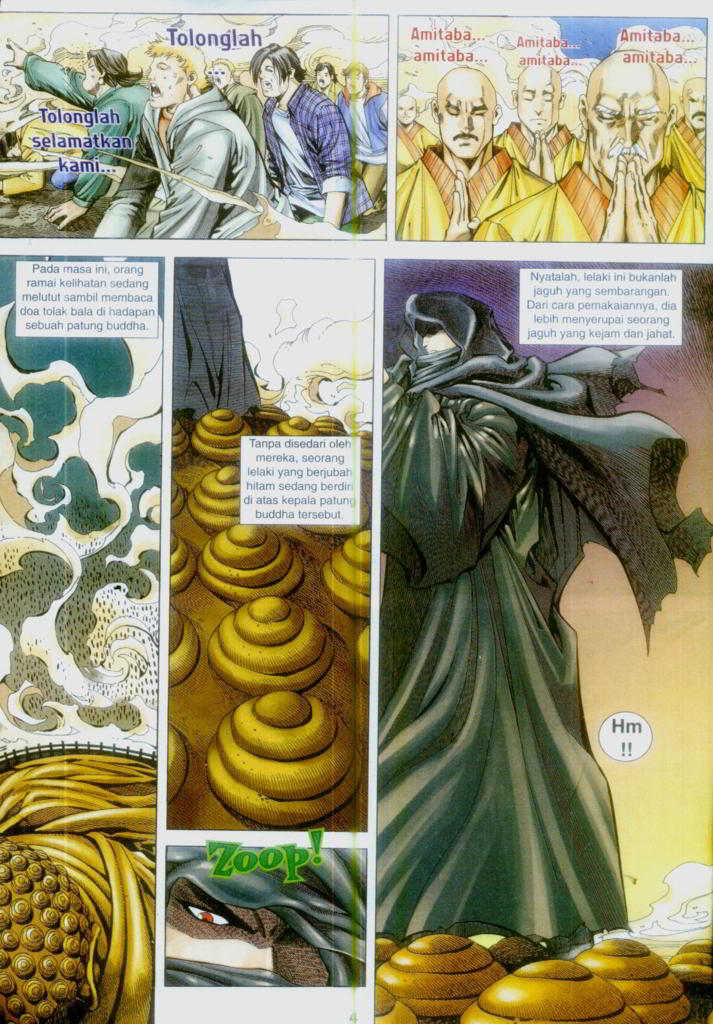 Tolonglah
...
Tolonglah
selamatkan
kami...
Amitaba...
amitaba...
Amitaba...
amitaba...
Amitaba...
amitaba...
Pada masa ini, orang
ramai kelihatan sedang
melutut sambil membaca
doa tolak bala di hadapan
sebuah patung buddha.
Tanpa disedari oleh
mereka, seorang
lelaki yang berjubah
hitam sedang berdiri
di atas kepala patung
buddha tersebut.
Nyatalah, lelaki ini bukanlah
jaguh yang sembarangan.
Dari cara pemakaiannya, dia
lebih menyerupai seorang
jaguh yang kejam dan jahat.
Hm
!!
Zoop!
4